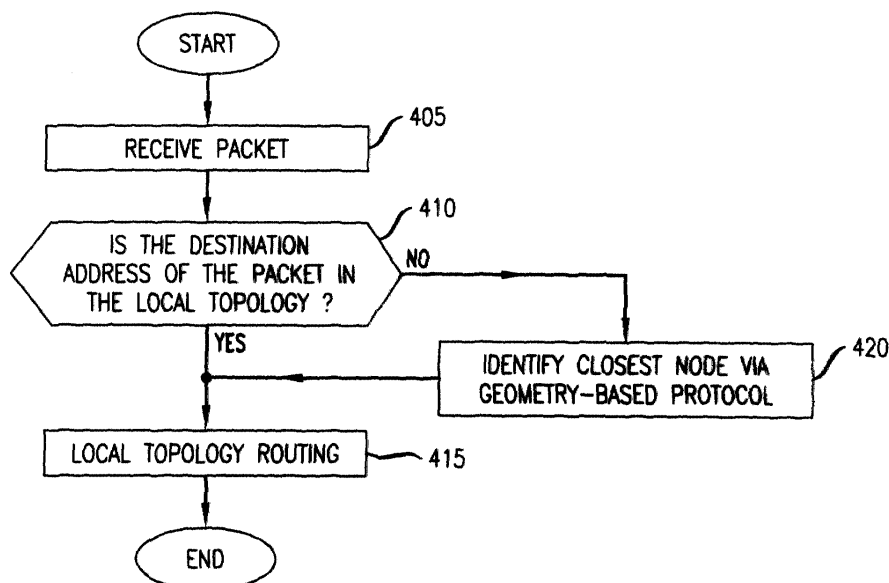 START
RECEIVE PACKET
405
IS THE DESTINATION
ADDRESS OF THE PACKET IN
THE LOCAL TOPOLOGY ?
410
NO
YES
IDENTIFY CLOSEST NODE VIA
GEOMETRY-BASED PROTOCOL
420
LOCAL TOPOLOGY ROUTING
415
END